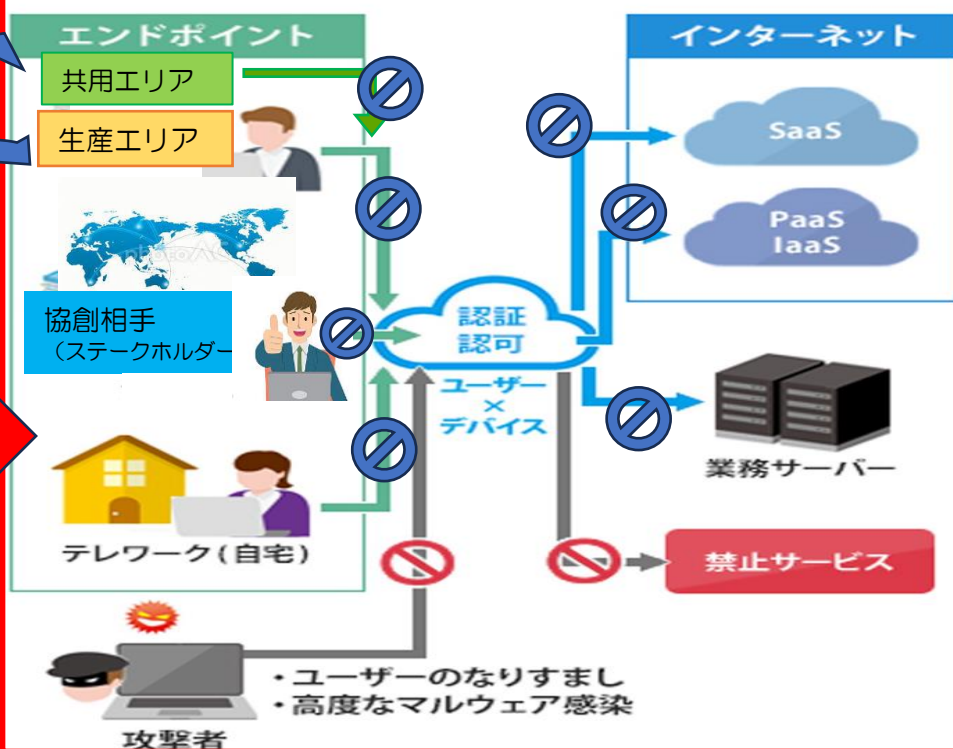 エンドポイント
共用エリア
生産エリア
photoAC
協創相手
（ステークホルダー
テレワーク(自宅)
認証
認可
ユーザー
×
デバイス
インターネット
SaaS
PaaS
IaaS
業務サーバー
禁止サービス
・ユーザーのなりすまし
・高度なマルウェア感染
攻撃者